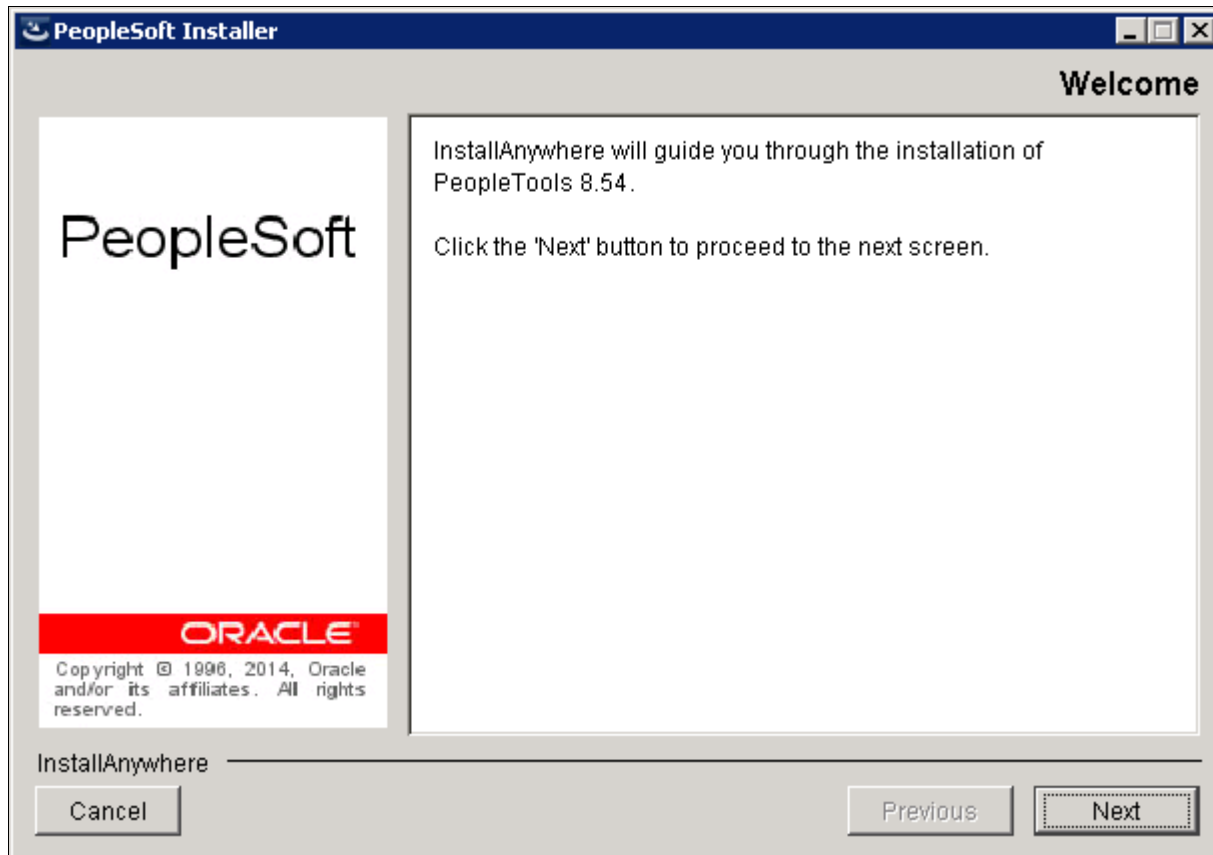 PeopleSoft Installer
Welcome
PeopleSoft
ORACLE
Copyright © 1996, 2014, Oracle
and/or its affiliates. All rights
reserved.
InstallAnywhere will guide you through the installation of
PeopleTools 8.54.
Click the 'Next' button to proceed to the next screen.
InstallAnywhere
Cancel
Previous
Next